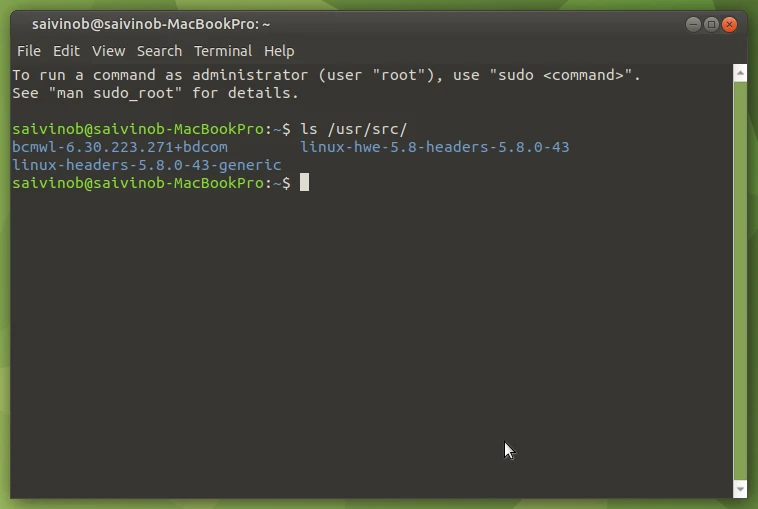 saivinob@saivinob-MacBookPro: ~
File Edit View Search Terminal Help
To run a command as administrator (user "root"), use "sudo <command>".
See "man sudo_root" for details.
saivinob@saivinob-MacBookPro:~$ ls /usr/src/
bcmwl-6.30.223.271+bdcom linux-hwe-5.8-headers-5.8.0-43
linux-headers-5.8.0-43-generic
saivinob@saivinob-MacBookPro:~$